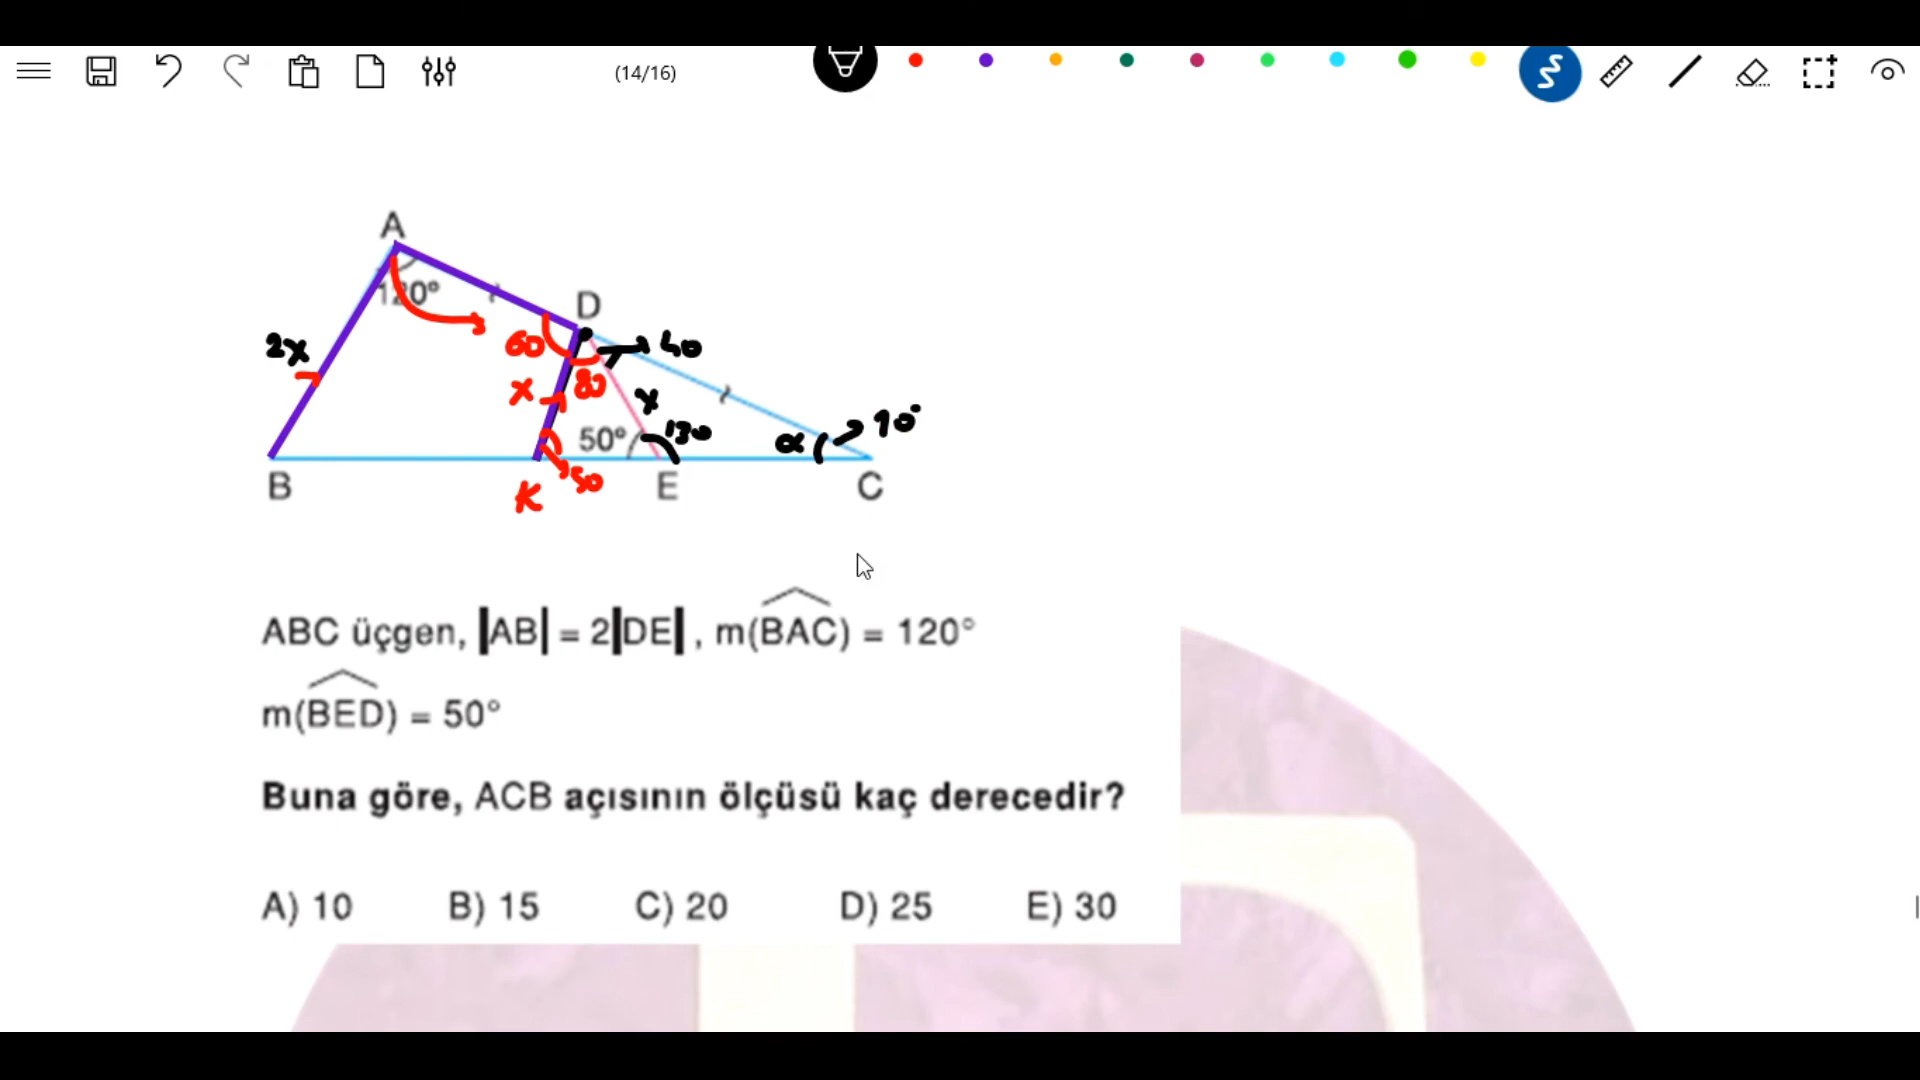 (14/16)
A
120°
D
2x
60
40
x
80
x
50°
130
α
10°
B
K
50
E
C
ABC üçgen, |AB| = 2|DE| , m(BAC) = 120°
m(BED) = 50°
Buna göre, ACB açısının ölçüsü kaç derecedir?
A) 10 B) 15 C) 20 D) 25 E) 30